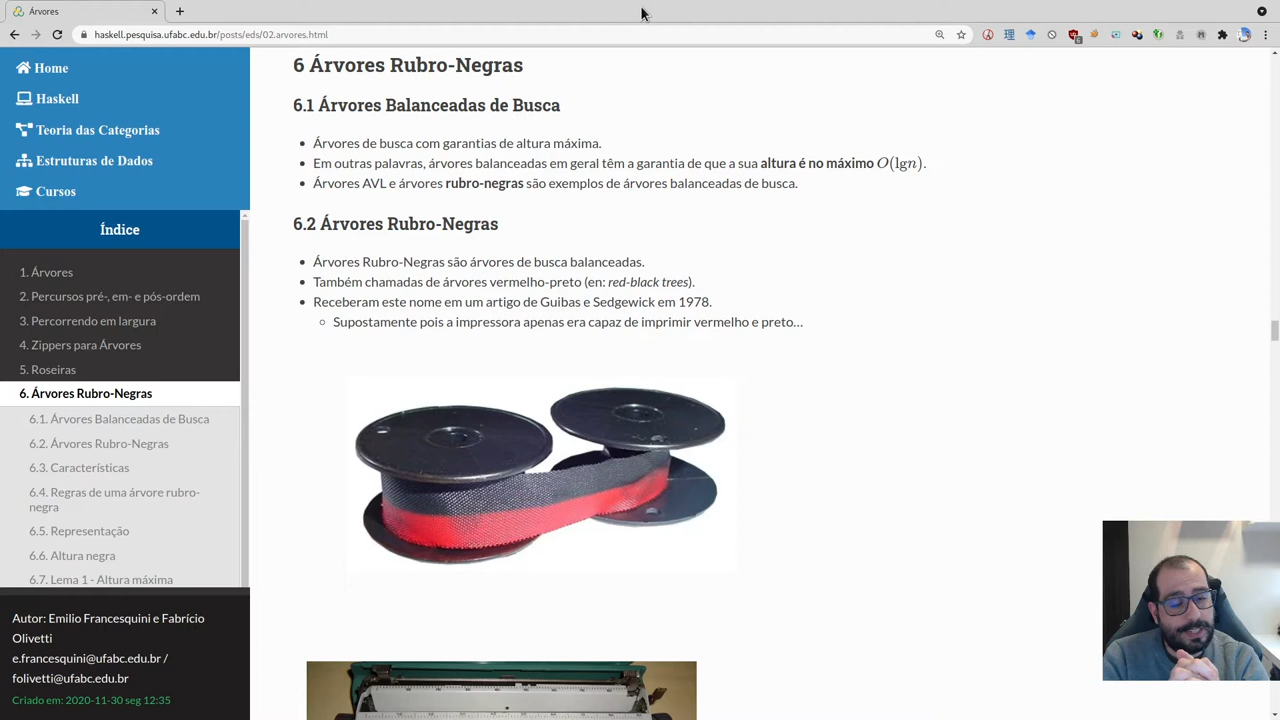 Árvores
haskell.pesquisa.ufabc.edu.br/posts/eds/02.arvores.html
Home
Haskell
Teoria das Categorias
Estruturas de Dados
Cursos
Índice
1. Árvores
2. Percursos pré-, em- e pós-ordem
3. Percorrendo em largura
4. Zippers para Árvores
5. Roseiras
6. Árvores Rubro-Negras
6.1. Árvores Balanceadas de Busca
6.2. Árvores Rubro-Negras
6.3. Características
6.4. Regras de uma árvore rubro-
negra
6.5. Representação
6.6. Altura negra
6.7. Lema 1 - Altura máxima
Autor: Emilio Francesquini e Fabrício
Olivetti
e.francesquini@ufabc.edu.br /
folivetti@ufabc.edu.br
Criado em: 2020-11-30 seg 12:35
6 Árvores Rubro-Negras
6.1 Árvores Balanceadas de Busca
Árvores de busca com garantias de altura máxima.
Em outras palavras, árvores balanceadas em geral têm a garantia de que a sua altura é no máximo O(lgn).
Árvores AVL e árvores rubro-negras são exemplos de árvores balanceadas de busca.
6.2 Árvores Rubro-Negras
Árvores Rubro-Negras são árvores de busca balanceadas.
Também chamadas de árvores vermelho-preto (en: red-black trees).
Receberam este nome em um artigo de Guibas e Sedgewick em 1978.
Supostamente pois a impressora apenas era capaz de imprimir vermelho e preto…